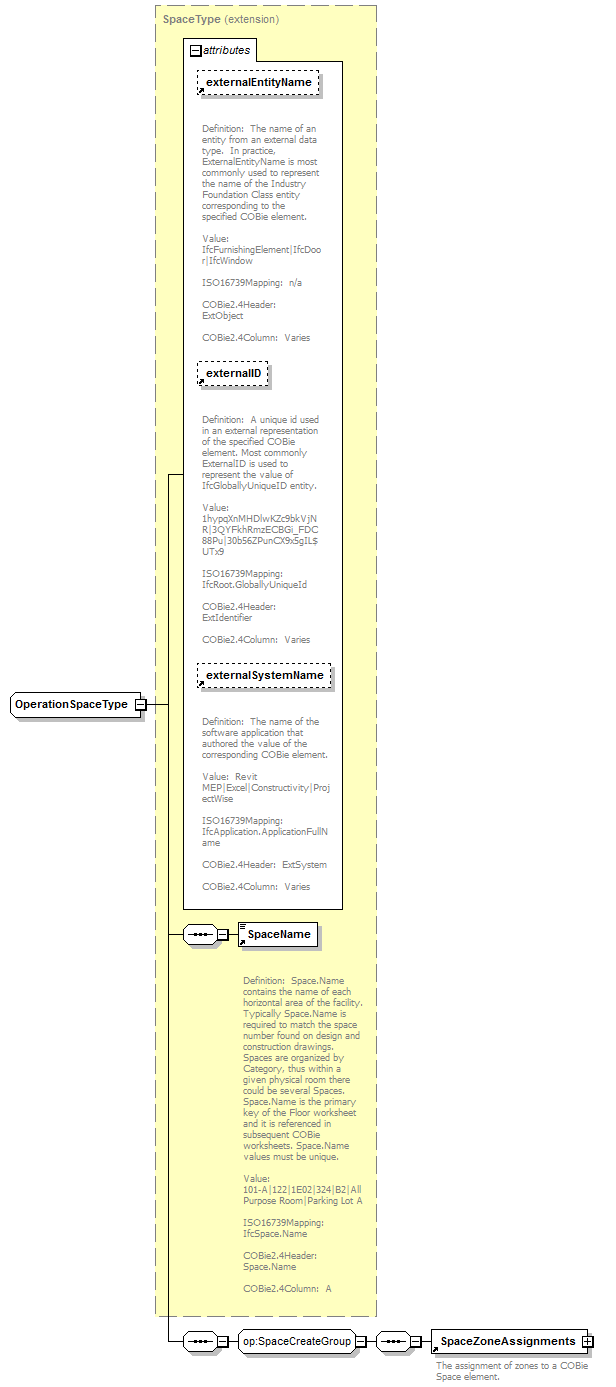 SpaceType (extension)
attributes
externalEntityName
Definition: The name of an
entity from an external data
type. In practice,
ExternalEntityName is most
commonly used to represent
the name of the Industry
Foundation Class entity
corresponding to the
specified COBie element.
Value:
IfcFurnishingElement|IfcDoo
r|IfcWindow
ISO16739Mapping: n/a
COBie2.4Header:
ExtObject
COBie2.4Column: Varies
externalID
Definition: A unique id used
in an external representation
of the specified COBie
element. Most commonly
ExternalID is used to
represent the value of
IfcGloballyUniqueID entity.
Value:
1hypqXnMHDlwKZc9bkVjN
R|3QYFkhRmzECBGi_FDC
88Pu|30b56ZPunCX9x5gIL$
UTx9
ISO16739Mapping:
IfcRoot.GloballyUniqueId
COBie2.4Header:
ExtIdentifier
COBie2.4Column: Varies
externalSystemName
Definition: The name of the
software application that
authored the value of the
corresponding COBie element.
Value: Revit
MEP|Excel|Constructivity|Proj
ectWise
ISO16739Mapping:
IfcApplication.ApplicationFullN
ame
COBie2.4Header: ExtSystem
COBie2.4Column: Varies
OperationSpaceType
SpaceName
Definition: Space.Name
contains the name of each
horizontal area of the facility.
Typically Space.Name is
required to match the space
number found on design and
construction drawings.
Spaces are organized by
Category, thus within a
given physical room there
could be several Spaces.
Space.Name is the primary
key of the Floor worksheet
and it is referenced in
subsequent COBie
worksheets. Space.Name
values must be unique.
Value:
101-A|122|1E02|324|B2|All
Purpose Room|Parking Lot A
ISO16739Mapping:
IfcSpace.Name
COBie2.4Header:
Space.Name
COBie2.4Column: A
op:SpaceCreateGroup
SpaceZoneAssignments
The assignment of zones to a COBie
Space element.